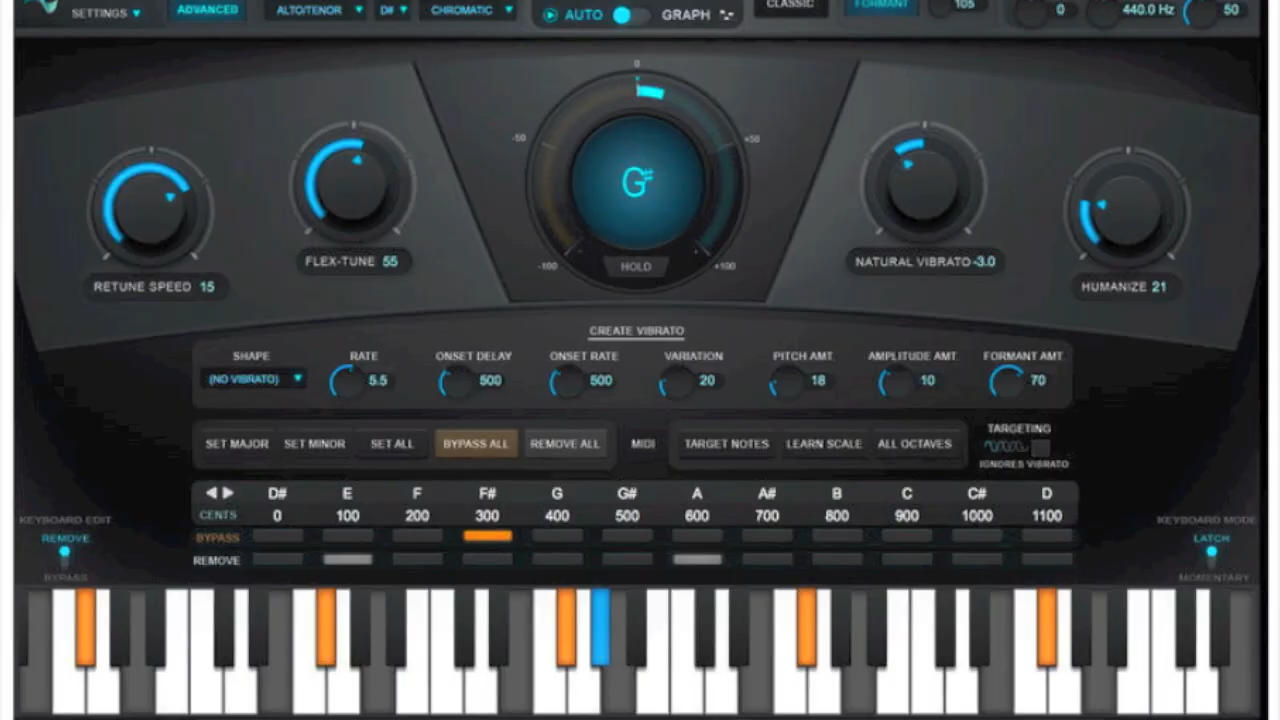 SETTINGS ADVANCED ALTO/TENOR D# CHROMATIC AUTO GRAPH CLASSIC FORMANT 105 0 440.0 Hz 50
0
-50 +50
G#
-100 +100
HOLD
RETUNE SPEED 15
FLEX-TUNE 55
NATURAL VIBRATO -3.0
HUMANIZE 21
CREATE VIBRATO
SHAPE RATE ONSET DELAY ONSET RATE VARIATION PITCH AMT. AMPLITUDE AMT. FORMANT AMT.
(NO VIBRATO) 5.5 500 500 20 18 10 70
SET MAJOR SET MINOR SET ALL BYPASS ALL REMOVE ALL MIDI TARGET NOTES LEARN SCALE ALL OCTAVES
TARGETING
IGNORES VIBRATO
D# E F F# G G# A A# B C C# D
CENTS 0 100 200 300 400 500 600 700 800 900 1000 1100
BYPASS
REMOVE
KEYBOARD EDIT
REMOVE
BYPASS
KEYBOARD MODE
LATCH
MOMENTARY